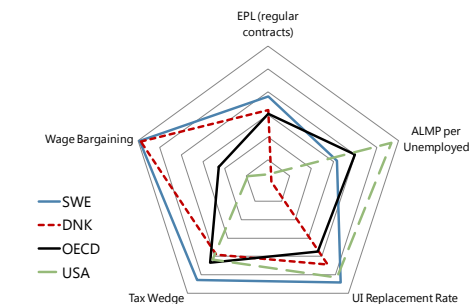 EPL (regular
contracts)
ALMP per
Unemployed
Wage Bargaining
SWE
DNK
OECD
USA
Tax Wedge
UI Replacement Rate